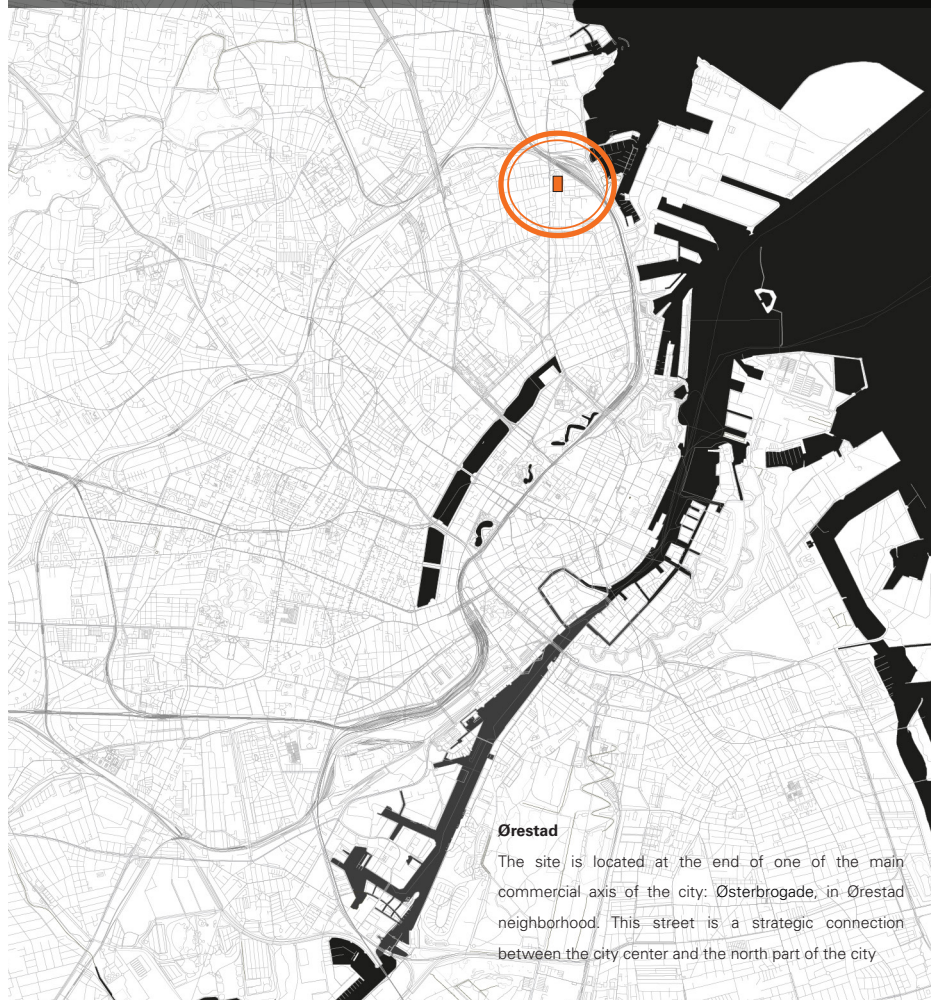 Ørestad
The site is located at the end of one of the main
commercial axis of the city: Østerbrogade, in Ørestad
neighborhood. This street is a strategic connection
between the city center and the north part of the city